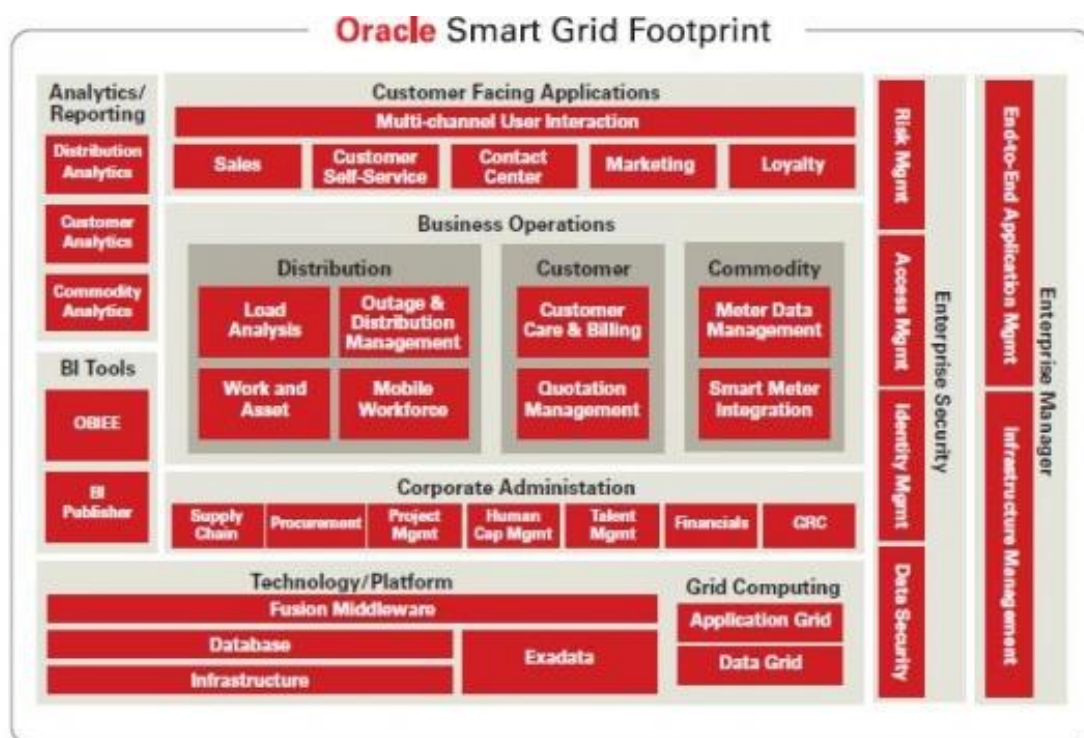 Oracle Smart Grid Footprint
Analytics/
Reporting
Distribution
Analytics
Customer
Analytics
Commodity
Analytics
BI Tools
OBIEE
BI
Publisher
Customer Facing Applications
Multi-channel User Interaction
Sales
Customer
Self-Service
Contact
Center
Marketing
Loyalty
Business Operations
Distribution
Load
Analysis
Outage &
Distribution
Management
Work and
Asset
Mobile
Workforce
Customer
Customer
Care & Billing
Quotation
Management
Commodity
Meter Data
Management
Smart Meter
Integration
Corporate Administation
Supply
Chain
Procurement
Project
Mgmt
Human
Cap Mgmt
Talent
Mgmt
Financials
GRC
Technology/Platform
Fusion Middleware
Database
Infrastructure
Exadata
Grid Computing
Application Grid
Data Grid
Risk Mgmt
Access Mgmt
Identity Mgmt
Data Security
Enterprise Security
End-to-End Application Mgmt
Infrastructure Management
Enterprise Manager